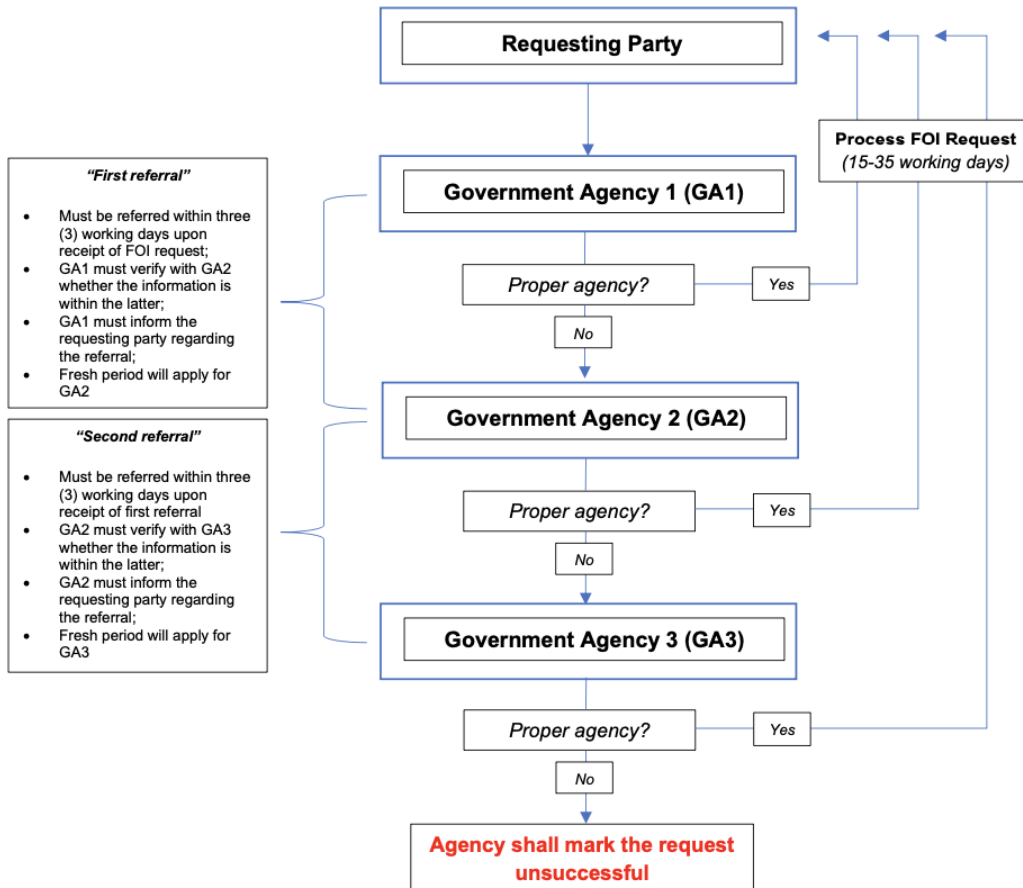 Requesting Party
Process FOI Request
(15-35 working days)
“First referral”
• Must be referred within three
(3) working days upon
receipt of FOI request;
• GA1 must verify with GA2
whether the information is
within the latter;
• GA1 must inform the
requesting party regarding
the referral;
• Fresh period will apply for
GA2
Government Agency 1 (GA1)
Proper agency?
Yes
No
Government Agency 2 (GA2)
“Second referral”
• Must be referred within three
(3) working days upon
receipt of first referral
• GA2 must verify with GA3
whether the information is
within the latter;
• GA2 must inform the
requesting party regarding
the referral;
• Fresh period will apply for
GA3
Proper agency?
Yes
No
Government Agency 3 (GA3)
Proper agency?
Yes
No
Agency shall mark the request
unsuccessful